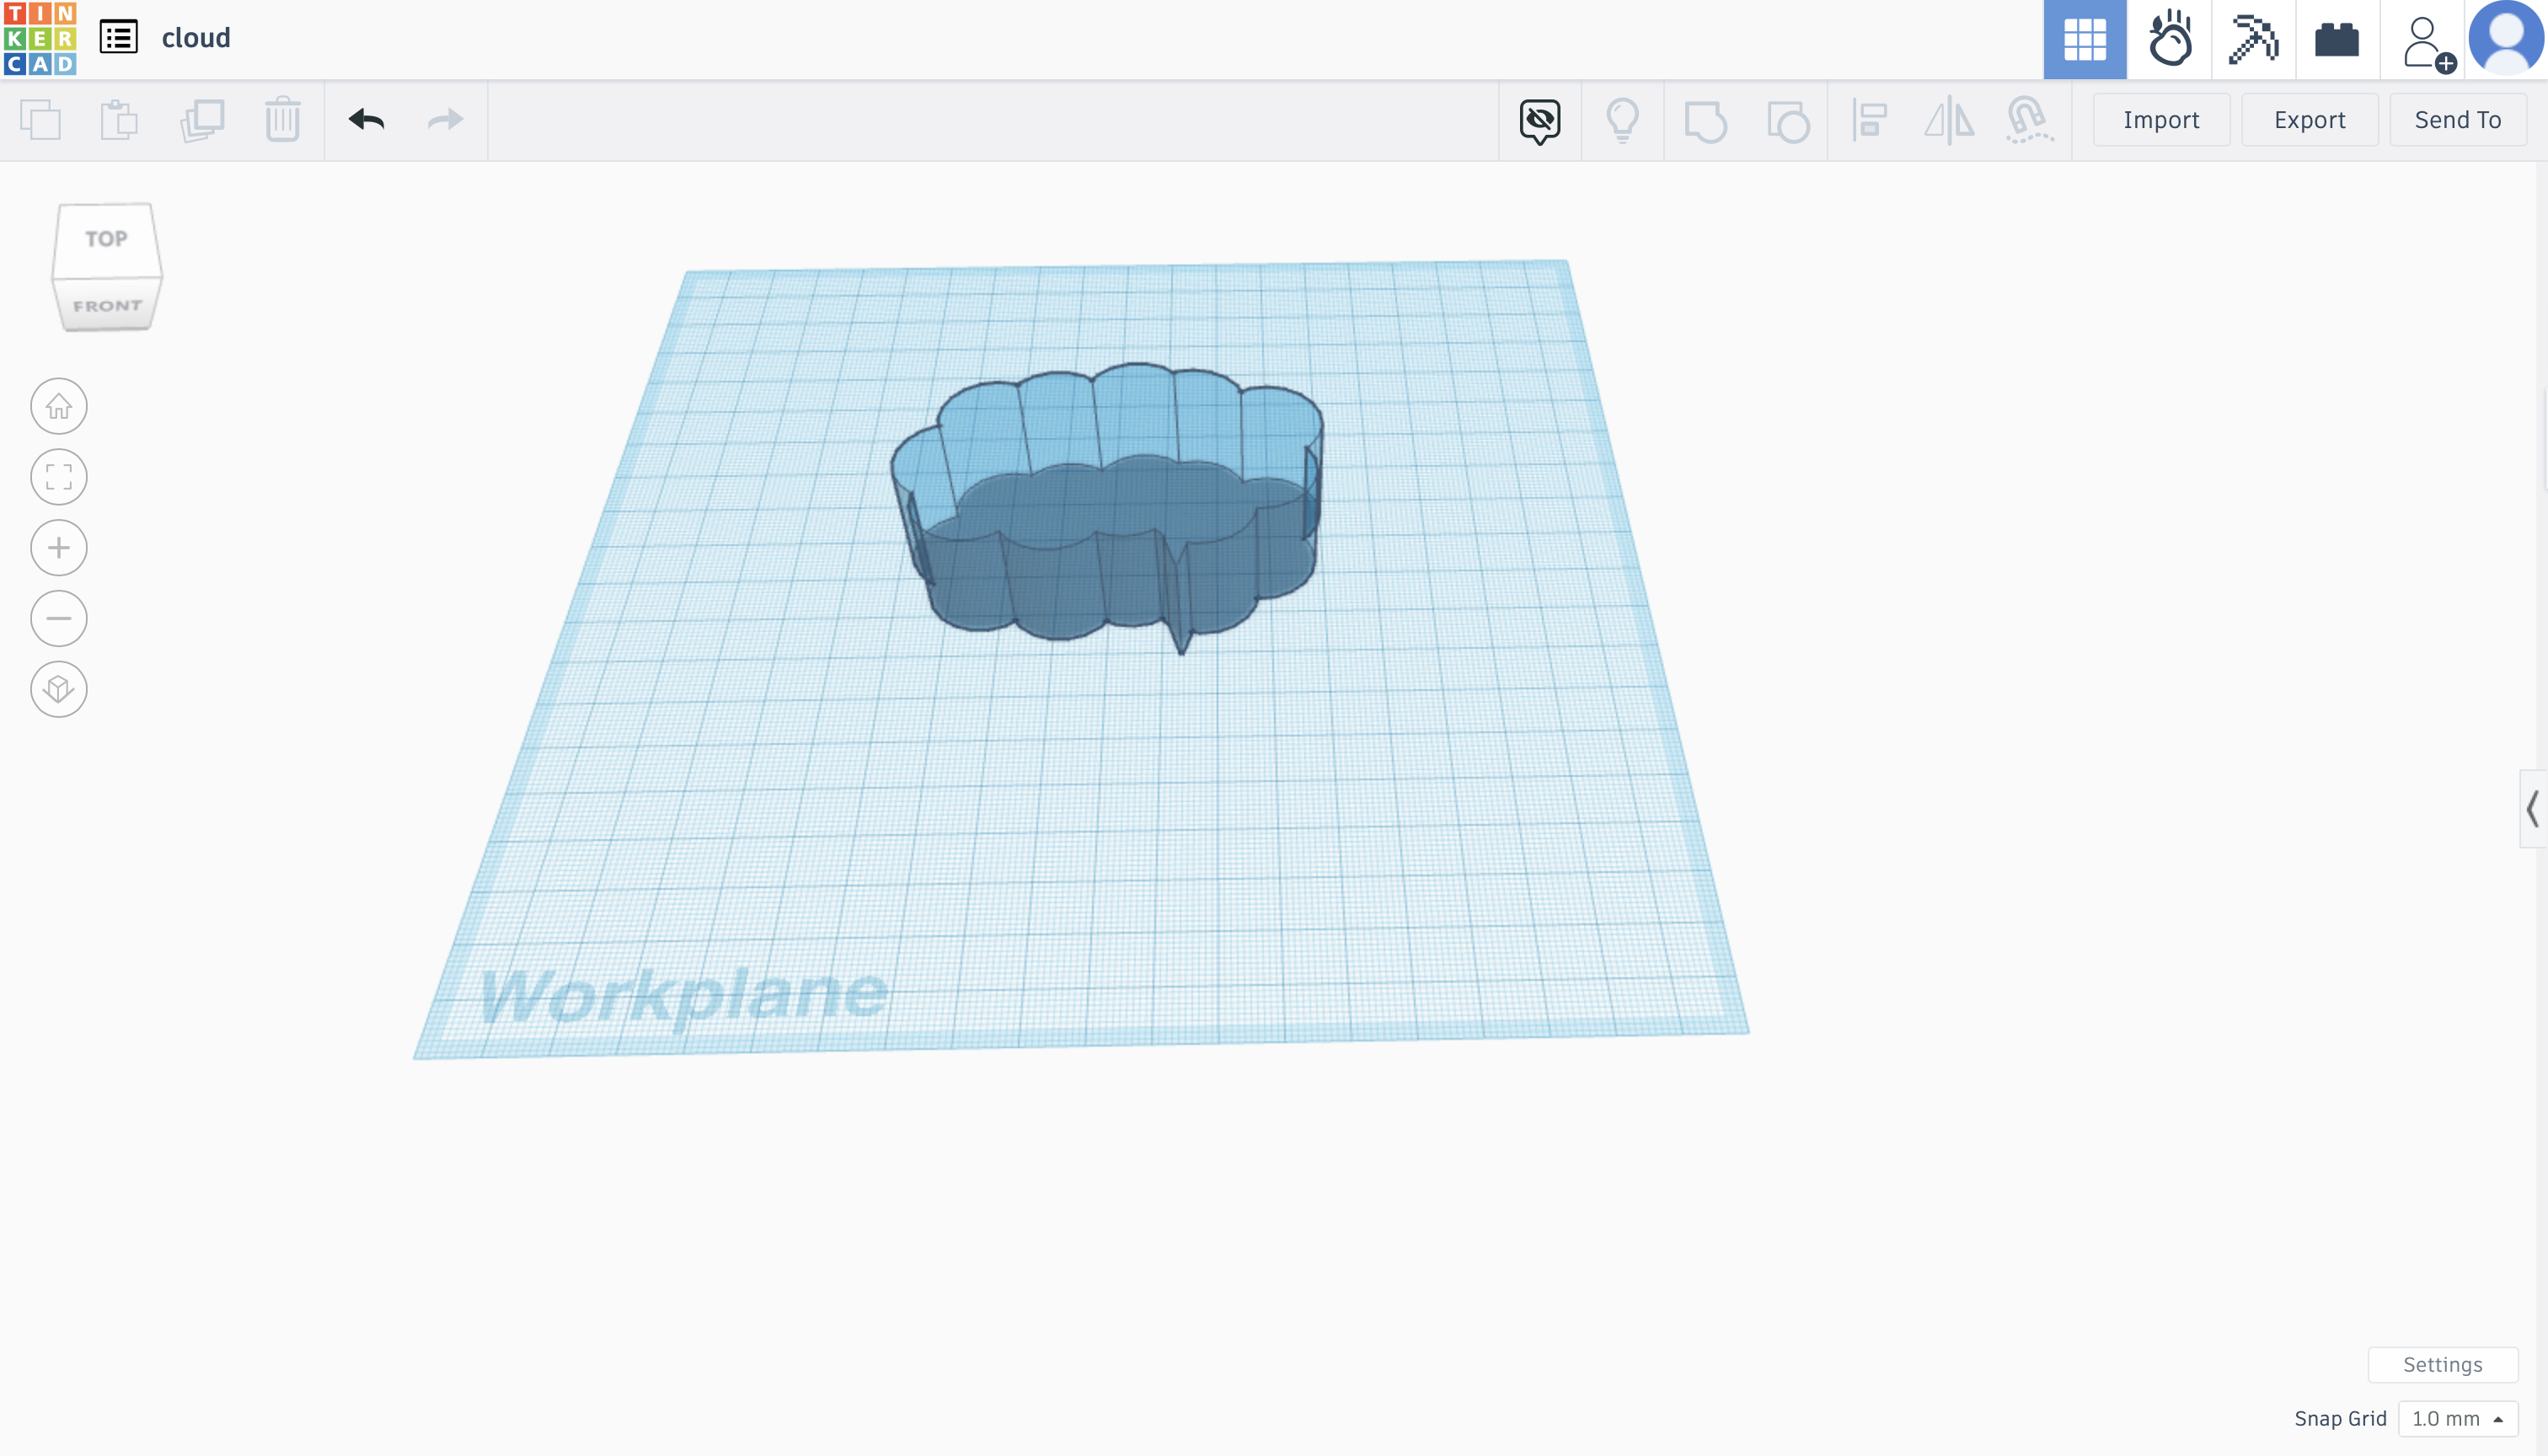 TIN
KER
CAD
cloud
Import
Export
Send To
TOP
FRONT
Workplane
Settings
Snap Grid
1.0 mm